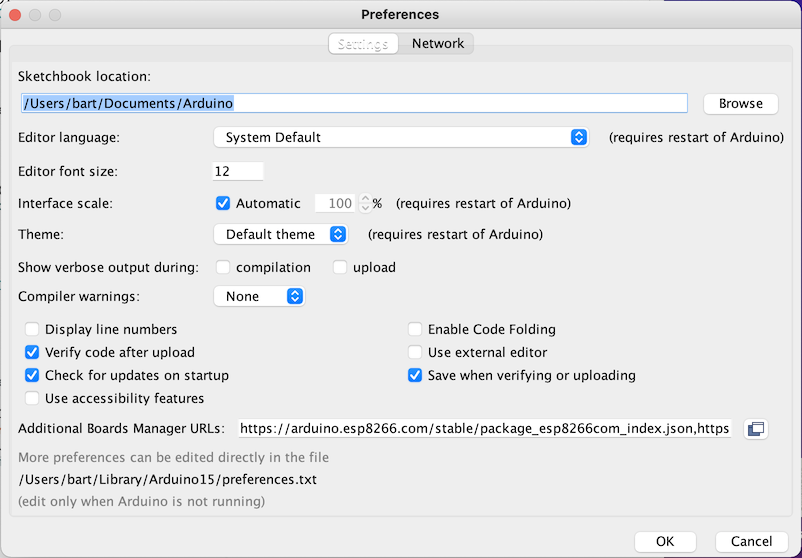 Preferences
Settings Network
Sketchbook location:
/Users/bart/Documents/Arduino Browse
Editor language: System Default (requires restart of Arduino)
Editor font size: 12
Interface scale: Automatic 100 % (requires restart of Arduino)
Theme: Default theme (requires restart of Arduino)
Show verbose output during: compilation upload
Compiler warnings: None
Display line numbers Enable Code Folding
Verify code after upload Use external editor
Check for updates on startup Save when verifying or uploading
Use accessibility features
Additional Boards Manager URLs: https://arduino.esp8266.com/stable/package_esp8266com_index.json,https
More preferences can be edited directly in the file
/Users/bart/Library/Arduino15/preferences.txt
(edit only when Arduino is not running)
OK Cancel